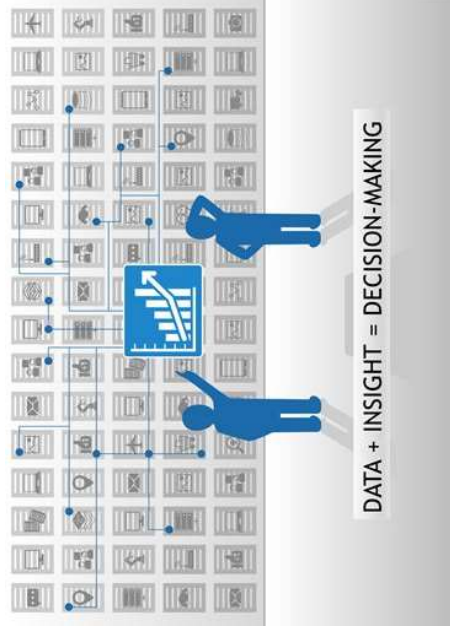 DATA + INSIGHT = DECISION-MAKING